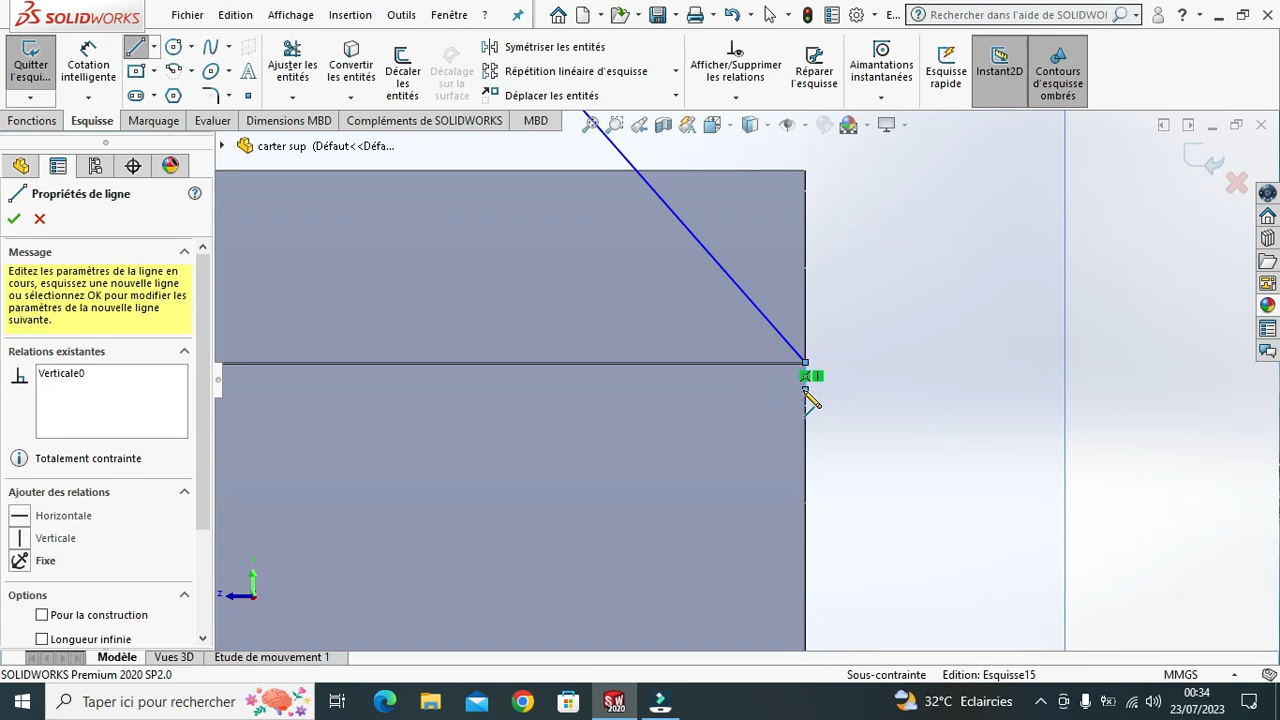 SOLIDWORKS
Fichier
Edition
Affichage
Insertion
Outils
Fenêtre
?
E...
Rechercher dans l'aide de SOLIDWOI
?
Quitter l'esqui...
Cotation intelligente
Ajuster les entités
Convertir les entités
Décaler les entités
Décalage sur la surface
Symétriser les entités
Répétition linéaire d'esquisse
Déplacer les entités
Afficher/Supprimer les relations
Réparer l'esquisse
Aimantations instantanées
Esquisse rapide
Instant2D
Contours d'esquisse ombrés
Fonctions
Esquisse
Marquage
Evaluer
Dimensions MBD
Compléments de SOLIDWORKS
MBD
carter sup (Défaut<<Défa...
Propriétés de ligne
Message
Editez les paramètres de la ligne en
cours, esquissez une nouvelle ligne
ou sélectionnez OK pour modifier les
paramètres de la nouvelle ligne
suivante.
Relations existantes
Verticale0
Totalement contrainte
Ajouter des relations
Horizontale
Verticale
Fixe
Options
Pour la construction
Longueur infinie
Y
Z
Modèle
Vues 3D
Etude de mouvement 1
SOLIDWORKS Premium 2020 SP2.0
Sous-contrainte
Edition: Esquisse15
MMGS
Taper ici pour rechercher
SW
2020
32°C Eclaircies
00:34
23/07/2023